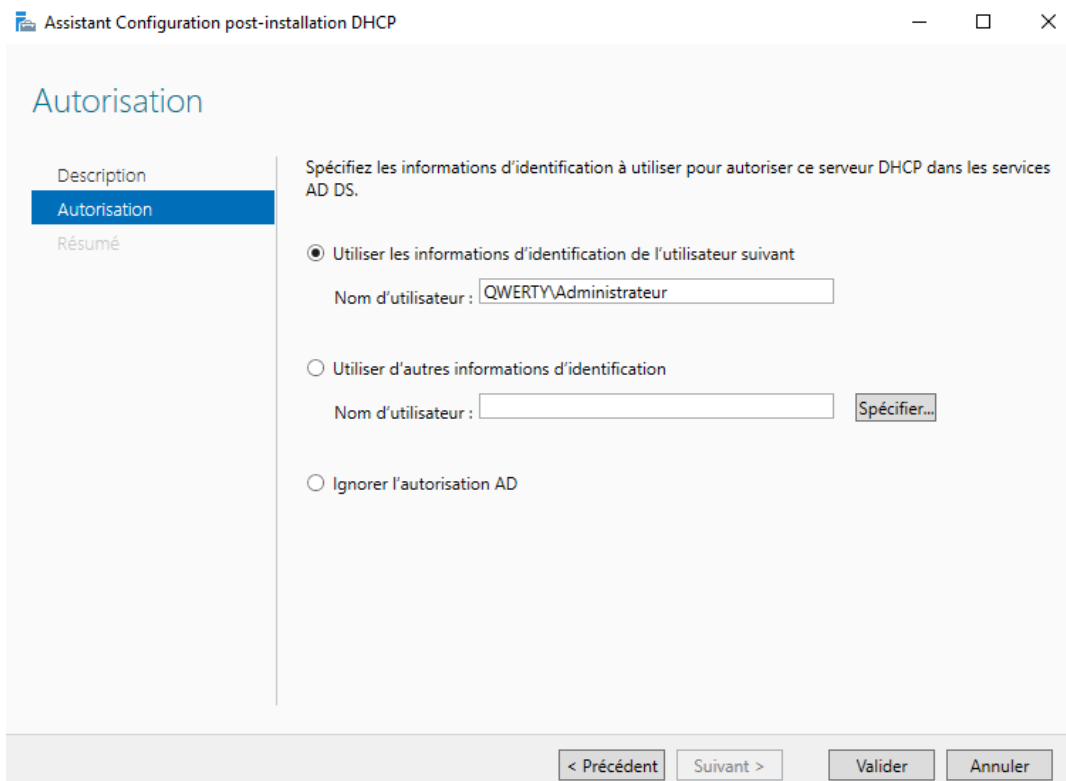 Assistant Configuration post-installation DHCP
Autorisation
Description
Autorisation
Résumé
Spécifiez les informations d’identification à utiliser pour autoriser ce serveur DHCP dans les services
AD DS.
Utiliser les informations d’identification de l’utilisateur suivant
Nom d’utilisateur : QWERTY\Administrateur
Utiliser d'autres informations d’identification
Nom d’utilisateur :
Spécifier...
Ignorer l’autorisation AD
< Précédent
Suivant >
Valider
Annuler